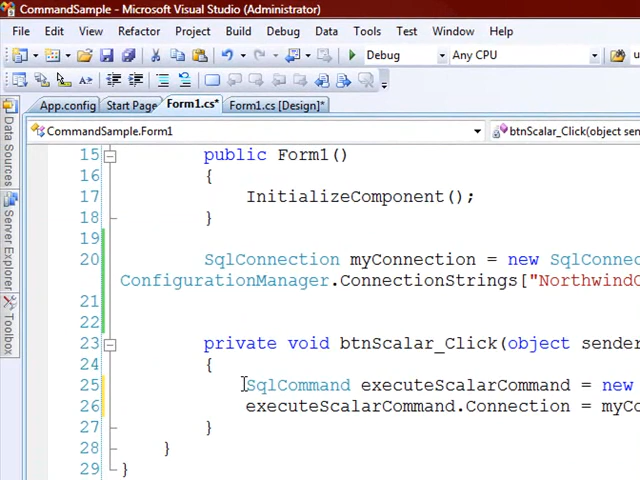 CommandSample - Microsoft Visual Studio (Administrator)
File Edit View Refactor Project Build Debug Data Tools Test Window Help
Debug Any CPU
App.config Start Page Form1.cs* Form1.cs [Design]*
CommandSample.Form1 btnScalar_Click(object sen
Data Sources
Server Explorer
Toolbox
15 public Form1()
16 {
17 InitializeComponent();
18 }
19
20 SqlConnection myConnection = new SqlConnec
ConfigurationManager.ConnectionStrings["NorthwindC
21
22
23 private void btnScalar_Click(object sender
24 {
25 SqlCommand executeScalarCommand = new
26 executeScalarCommand.Connection = myCo
27 }
28 }
29 }